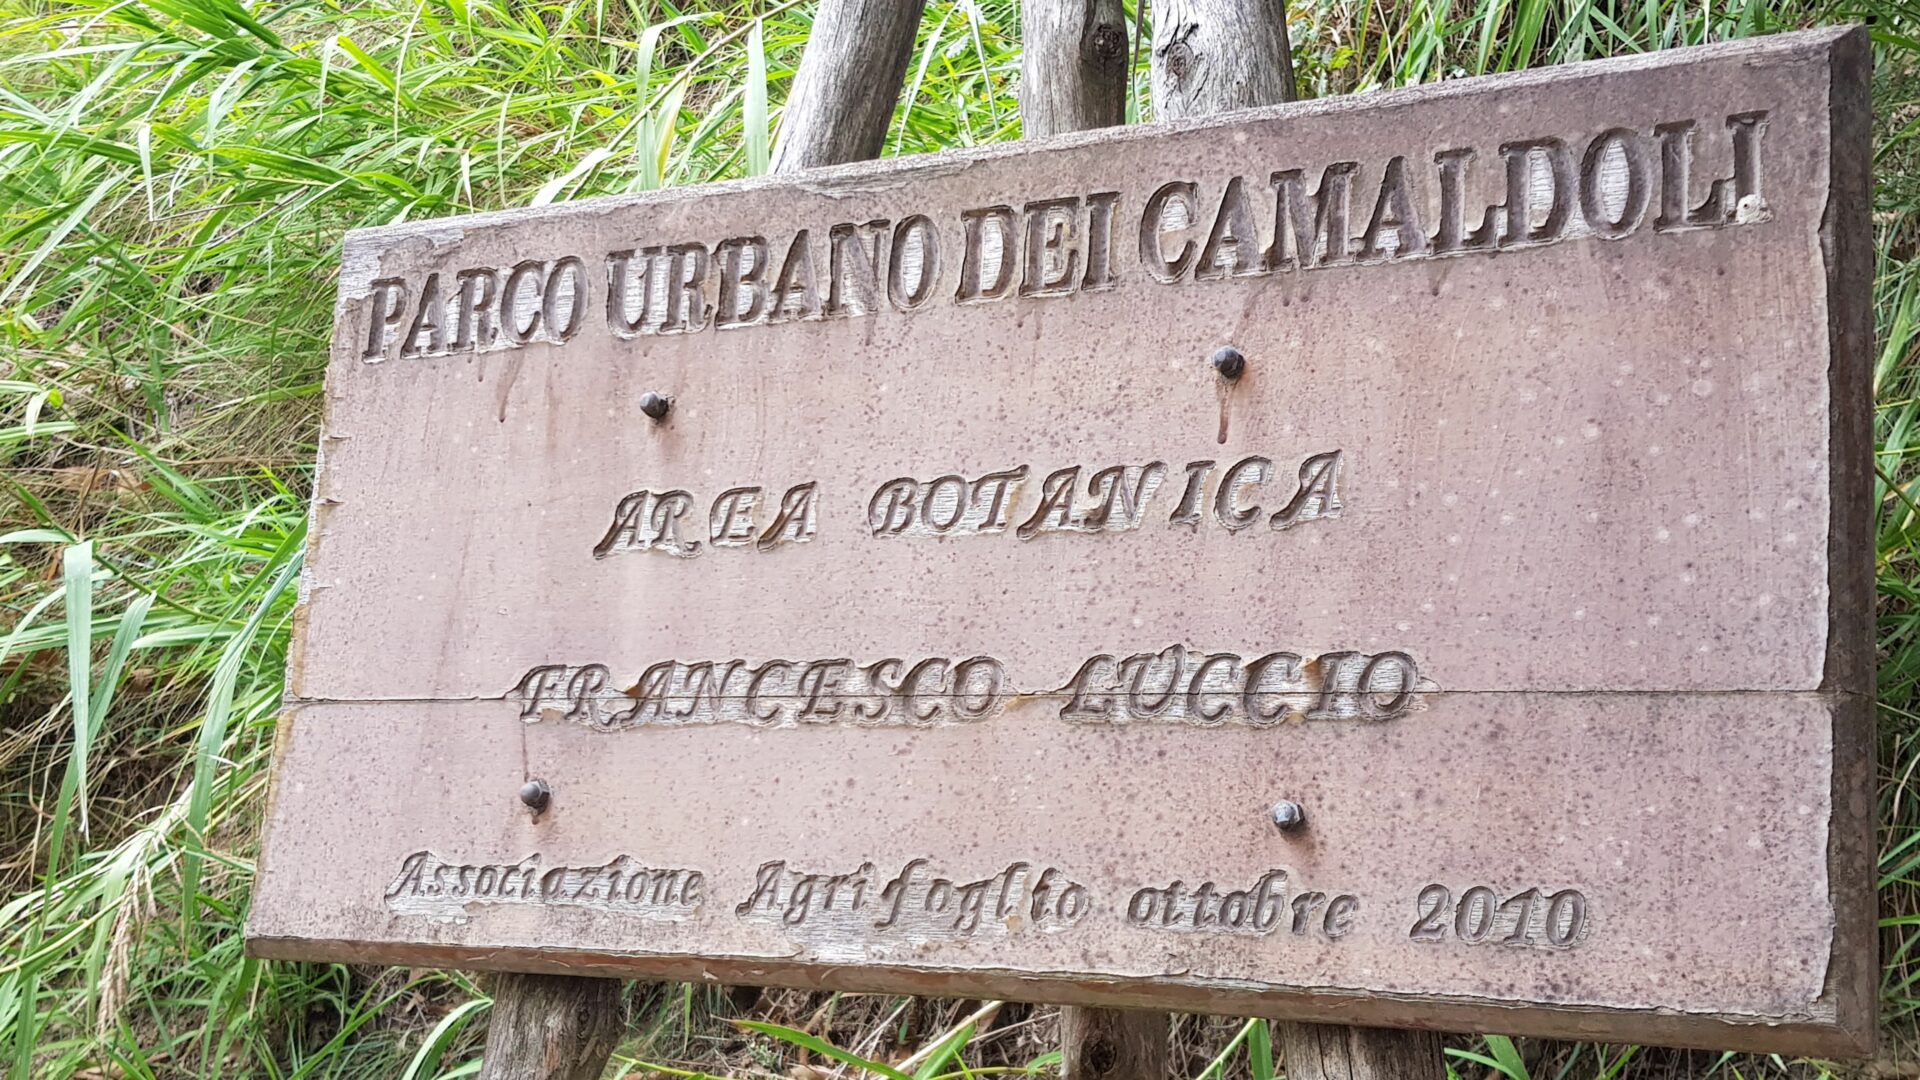 PARCO URBANO DEI CAMALDOLI
AREA BOTANICA
FRANCESCO LUCCIO
Associazione Agrifoglio ottobre 2010